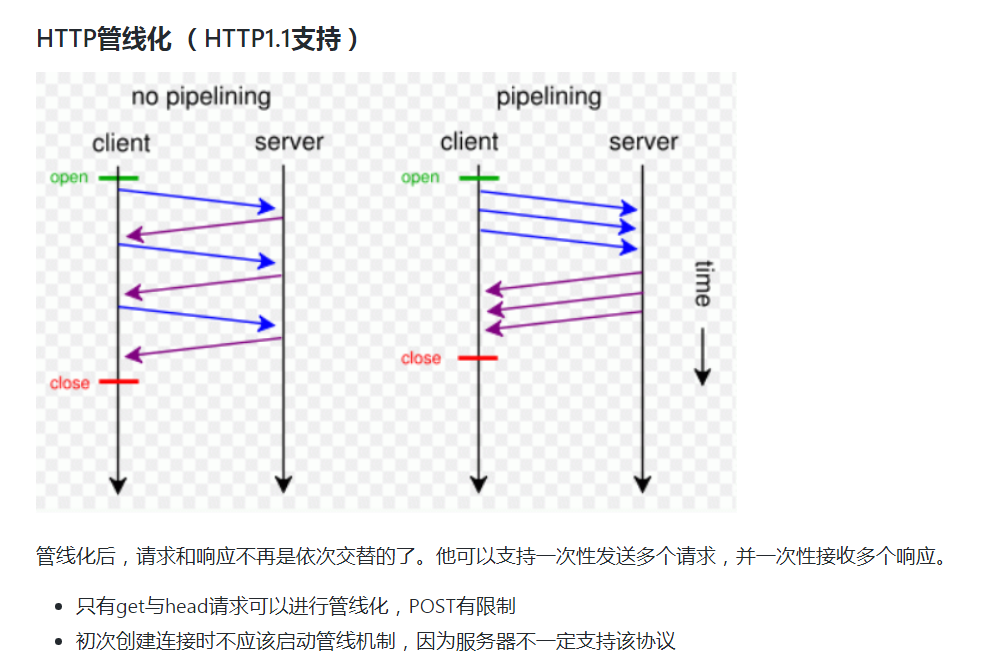 HTTP管线化 （ HTTP1.1支持 ）
no pipelining
pipelining
client
server
client
server
open
open
time
close
close
管线化后，请求和响应不再是依次交替的了。他可以支持一次性发送多个请求，并一次性接收多个响应。
• 只有get与head请求可以进行管线化，POST有限制
• 初次创建连接时不应该启动管线机制，因为服务器不一定支持该协议